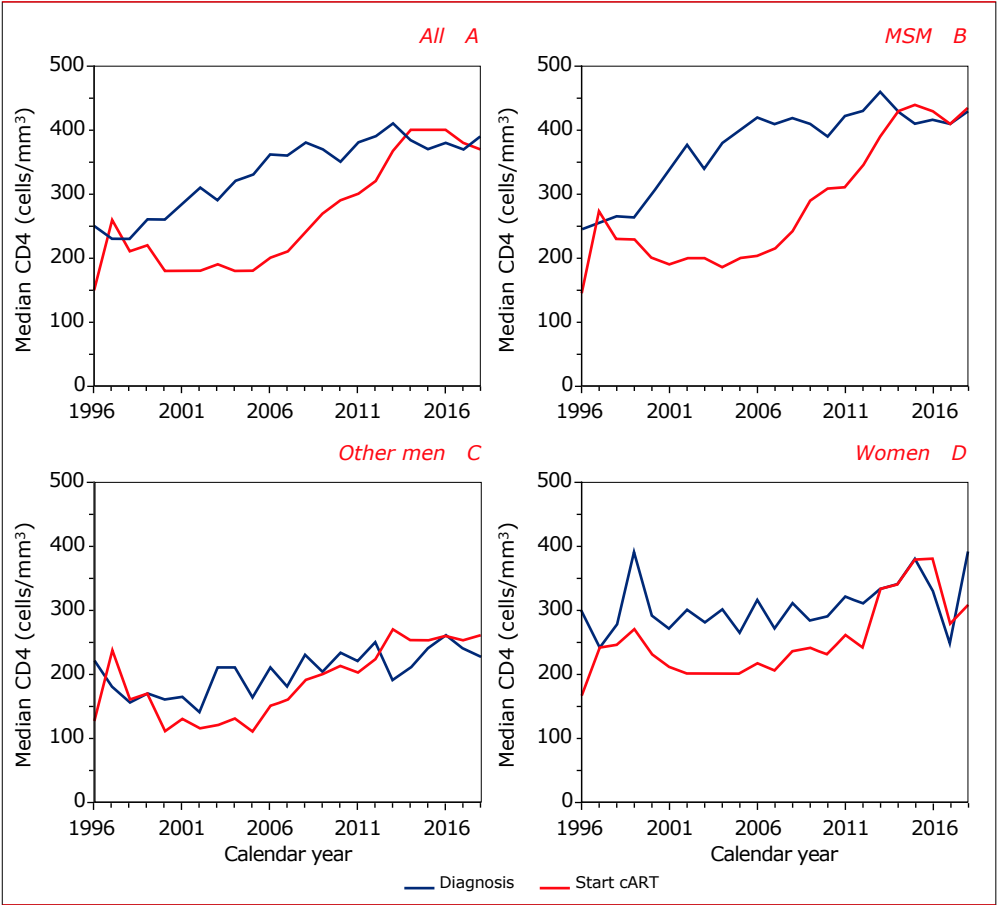 All A
Median CD4 (cells/mm³)
500
400
300
200
100
0
1996 2001 2006 2011 2016
MSM B
Median CD4 (cells/mm³)
500
400
300
200
100
0
1996 2001 2006 2011 2016
Other men C
Median CD4 (cells/mm³)
500
400
300
200
100
0
1996 2001 2006 2011 2016
Calendar year
Women D
Median CD4 (cells/mm³)
500
400
300
200
100
0
1996 2001 2006 2011 2016
Calendar year
Diagnosis Start cART